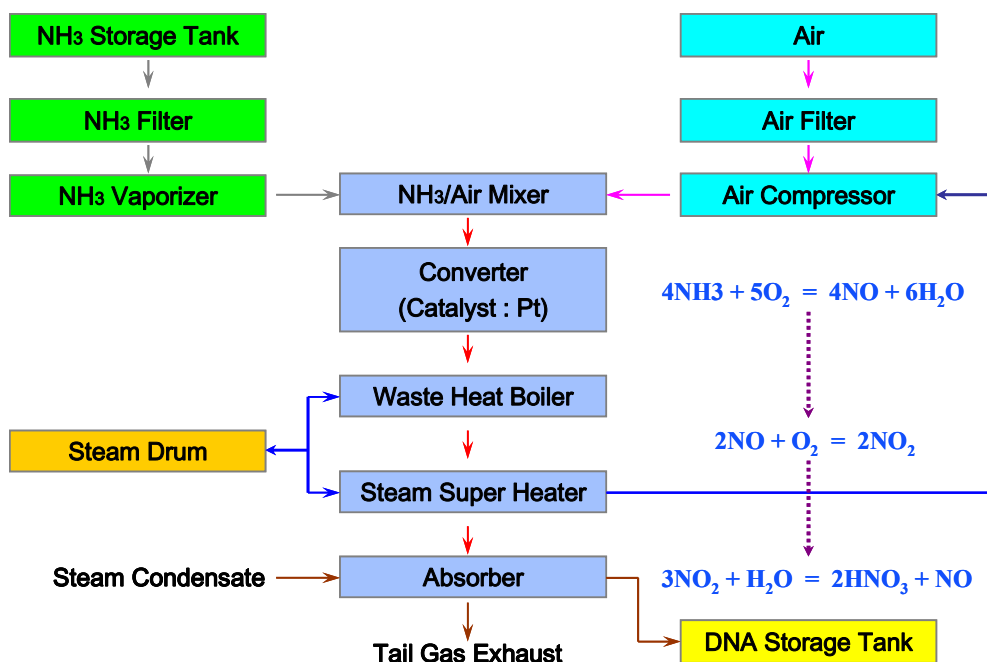 NH3 Storage Tank
Air
NH3 Filter
Air Filter
NH3 Vaporizer
NH3/Air Mixer
Air Compressor
Converter
(Catalyst : Pt)
4NH3 + 5O2 = 4NO + 6H2O
Waste Heat Boiler
Steam Drum
2NO + O2 = 2NO2
Steam Super Heater
Steam Condensate
Absorber
3NO2 + H2O = 2HNO3 + NO
DNA Storage Tank
Tail Gas Exhaust